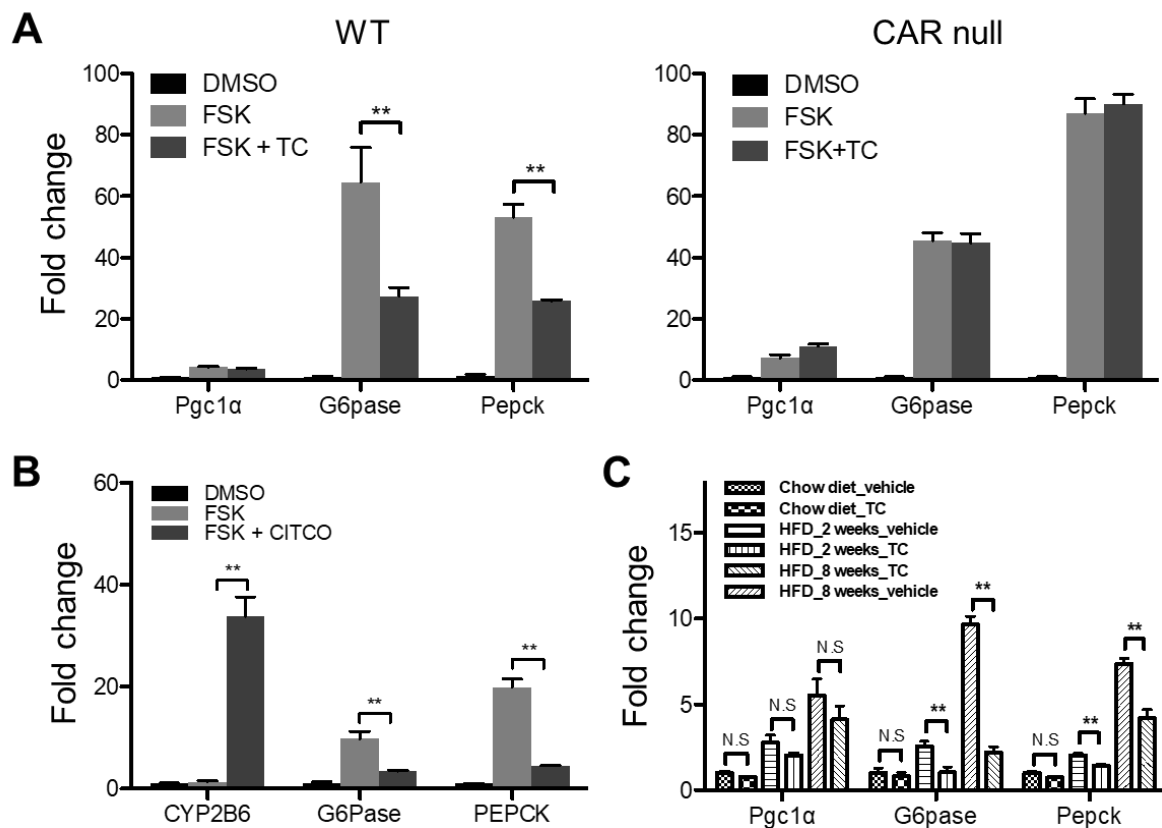 A
WT
CAR null
Fold change
100
80
60
40
20
0
DMSO
FSK
FSK + TC
**
**
Pgc1α
G6pase
Pepck
100
80
60
40
20
0
DMSO
FSK
FSK+TC
Pgc1α
G6pase
Pepck
B
Fold change
60
40
20
0
DMSO
FSK
FSK + CITCO
**
**
**
CYP2B6
G6Pase
PEPCK
C
Fold change
15
10
5
0
Chow diet_vehicle
Chow diet_TC
HFD_2 weeks_vehicle
HFD_2 weeks_TC
HFD_8 weeks_TC
HFD_8 weeks_vehicle
N.S
N.S
N.S
N.S
**
**
N.S
**
**
Pgc1α
G6pase
Pepck